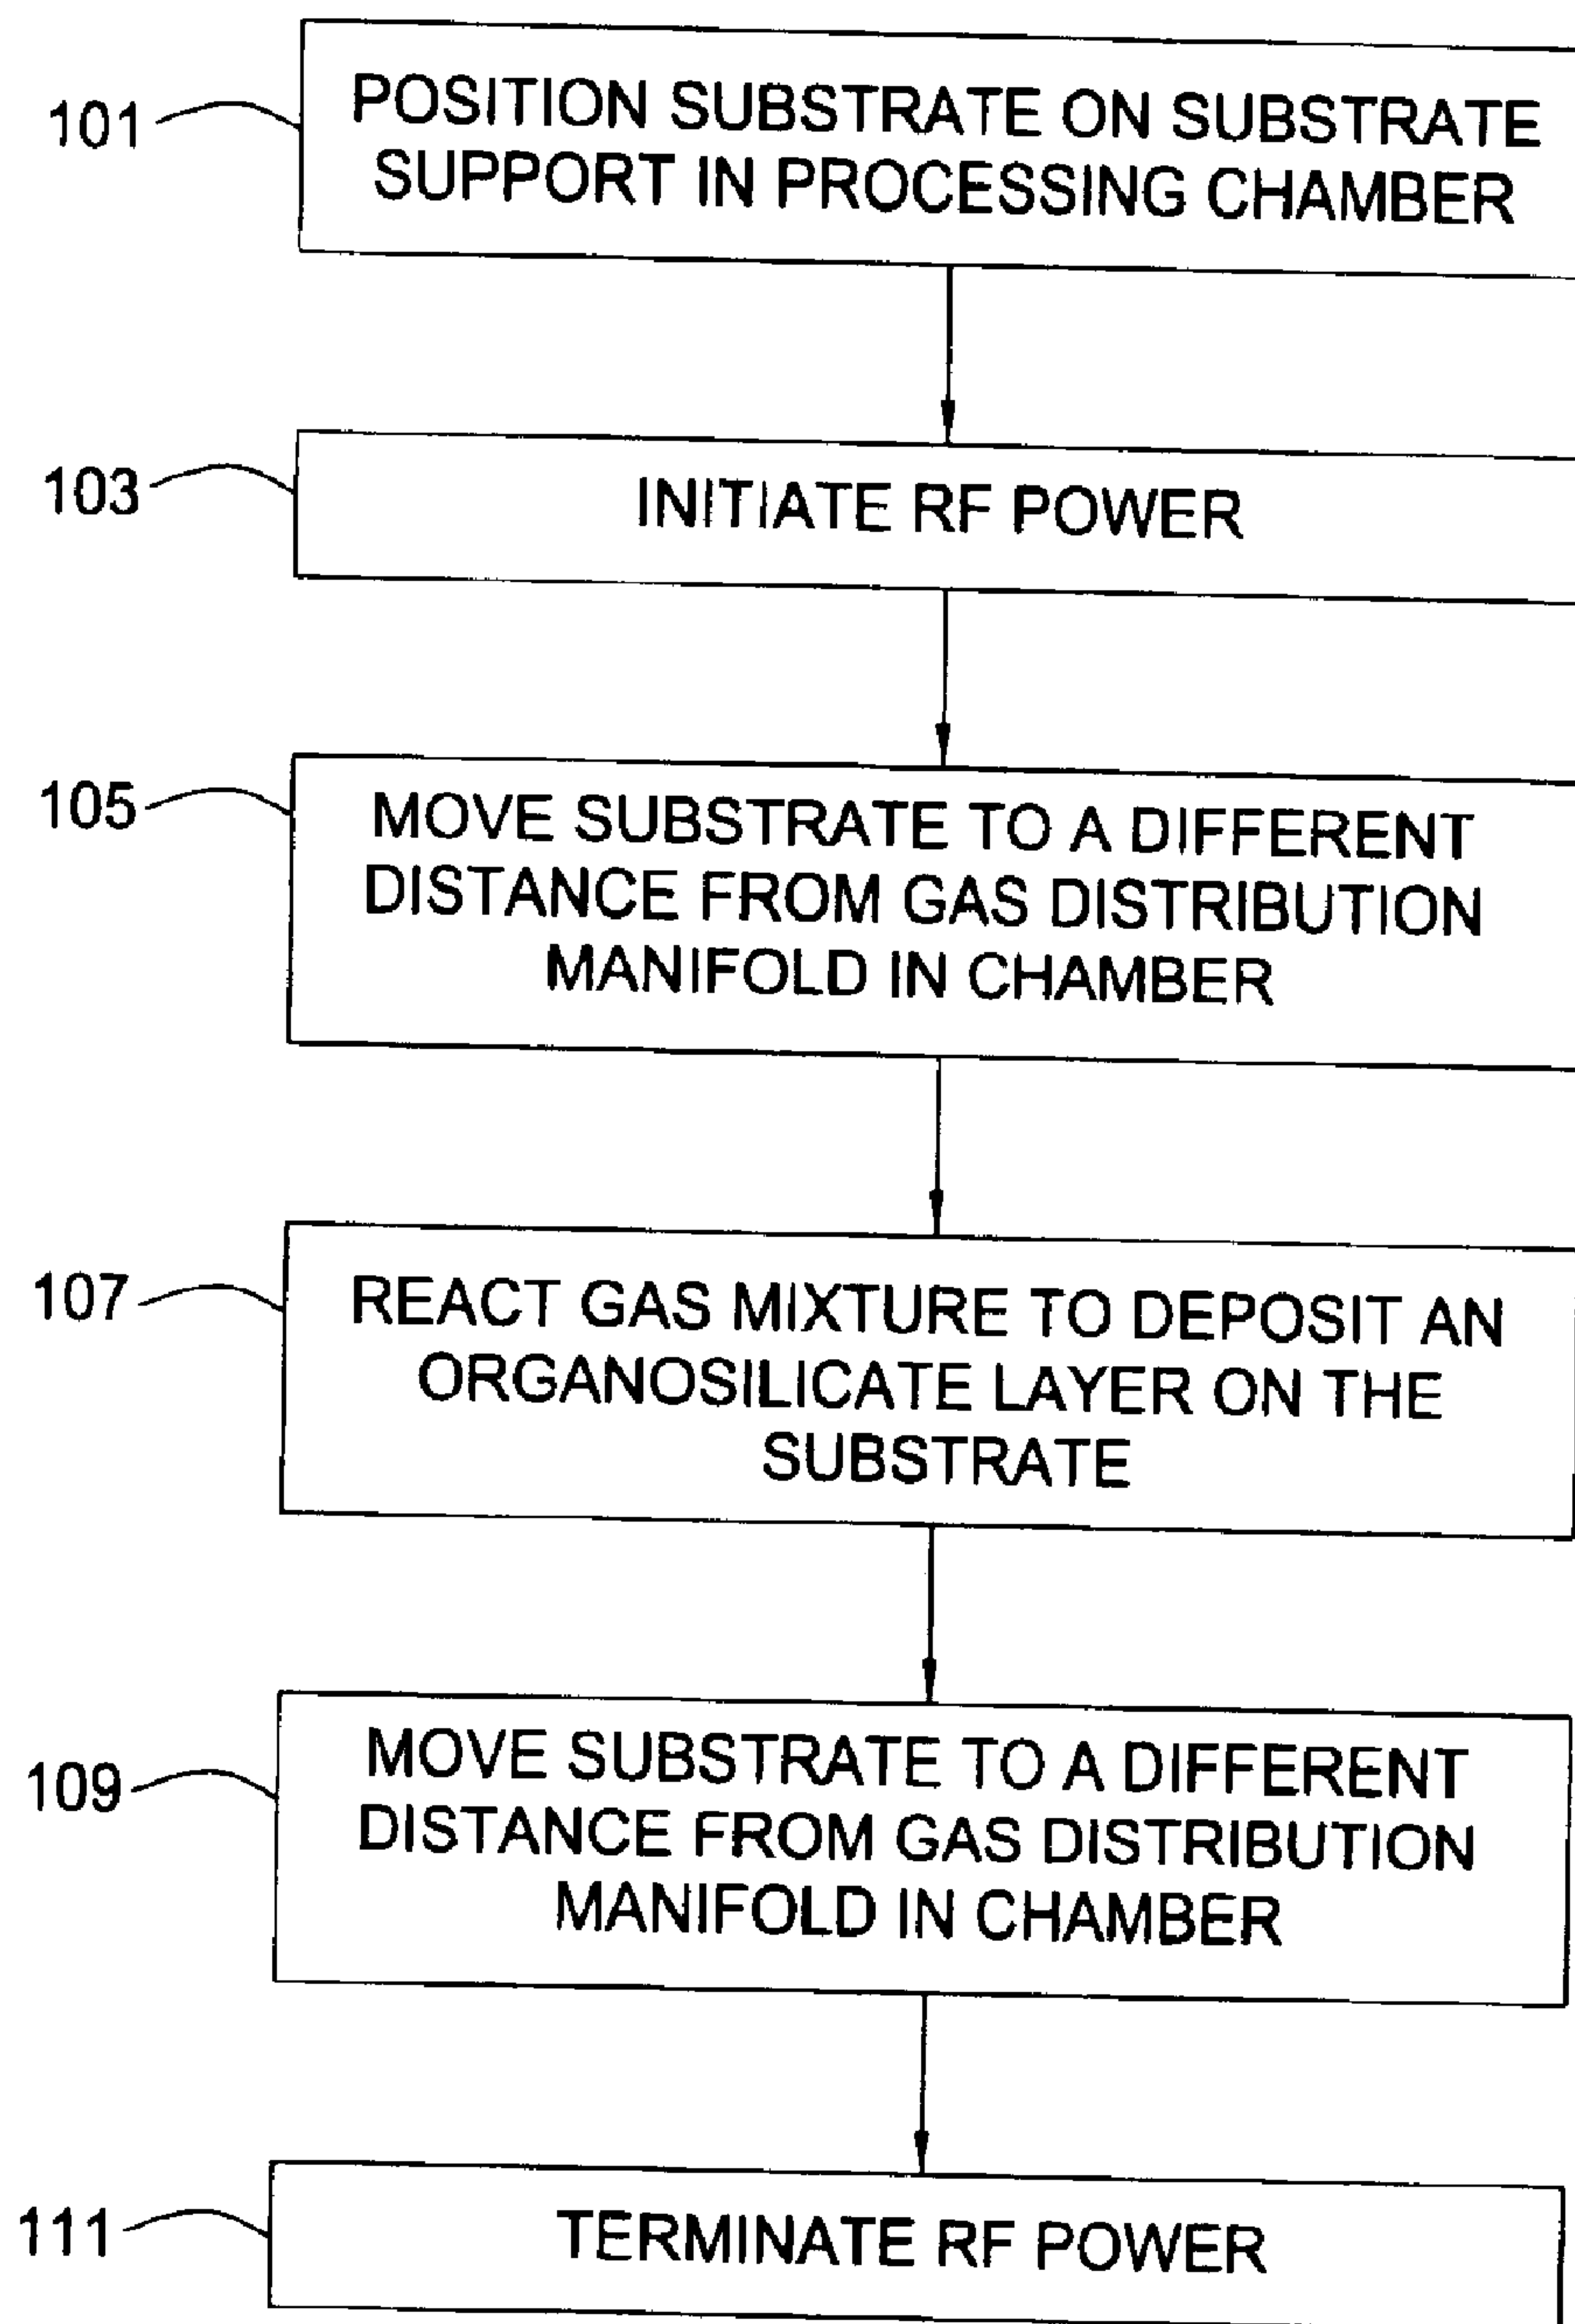 101
POSITION SUBSTRATE ON SUBSTRATE
SUPPORT IN PROCESSING CHAMBER
103
INITIATE RF POWER
105
MOVE SUBSTRATE TO A DIFFERENT
DISTANCE FROM GAS DISTRIBUTION
MANIFOLD IN CHAMBER
107
REACT GAS MIXTURE TO DEPOSIT AN
ORGANOSILICATE LAYER ON THE
SUBSTRATE
109
MOVE SUBSTRATE TO A DIFFERENT
DISTANCE FROM GAS DISTRIBUTION
MANIFOLD IN CHAMBER
111
TERMINATE RF POWER